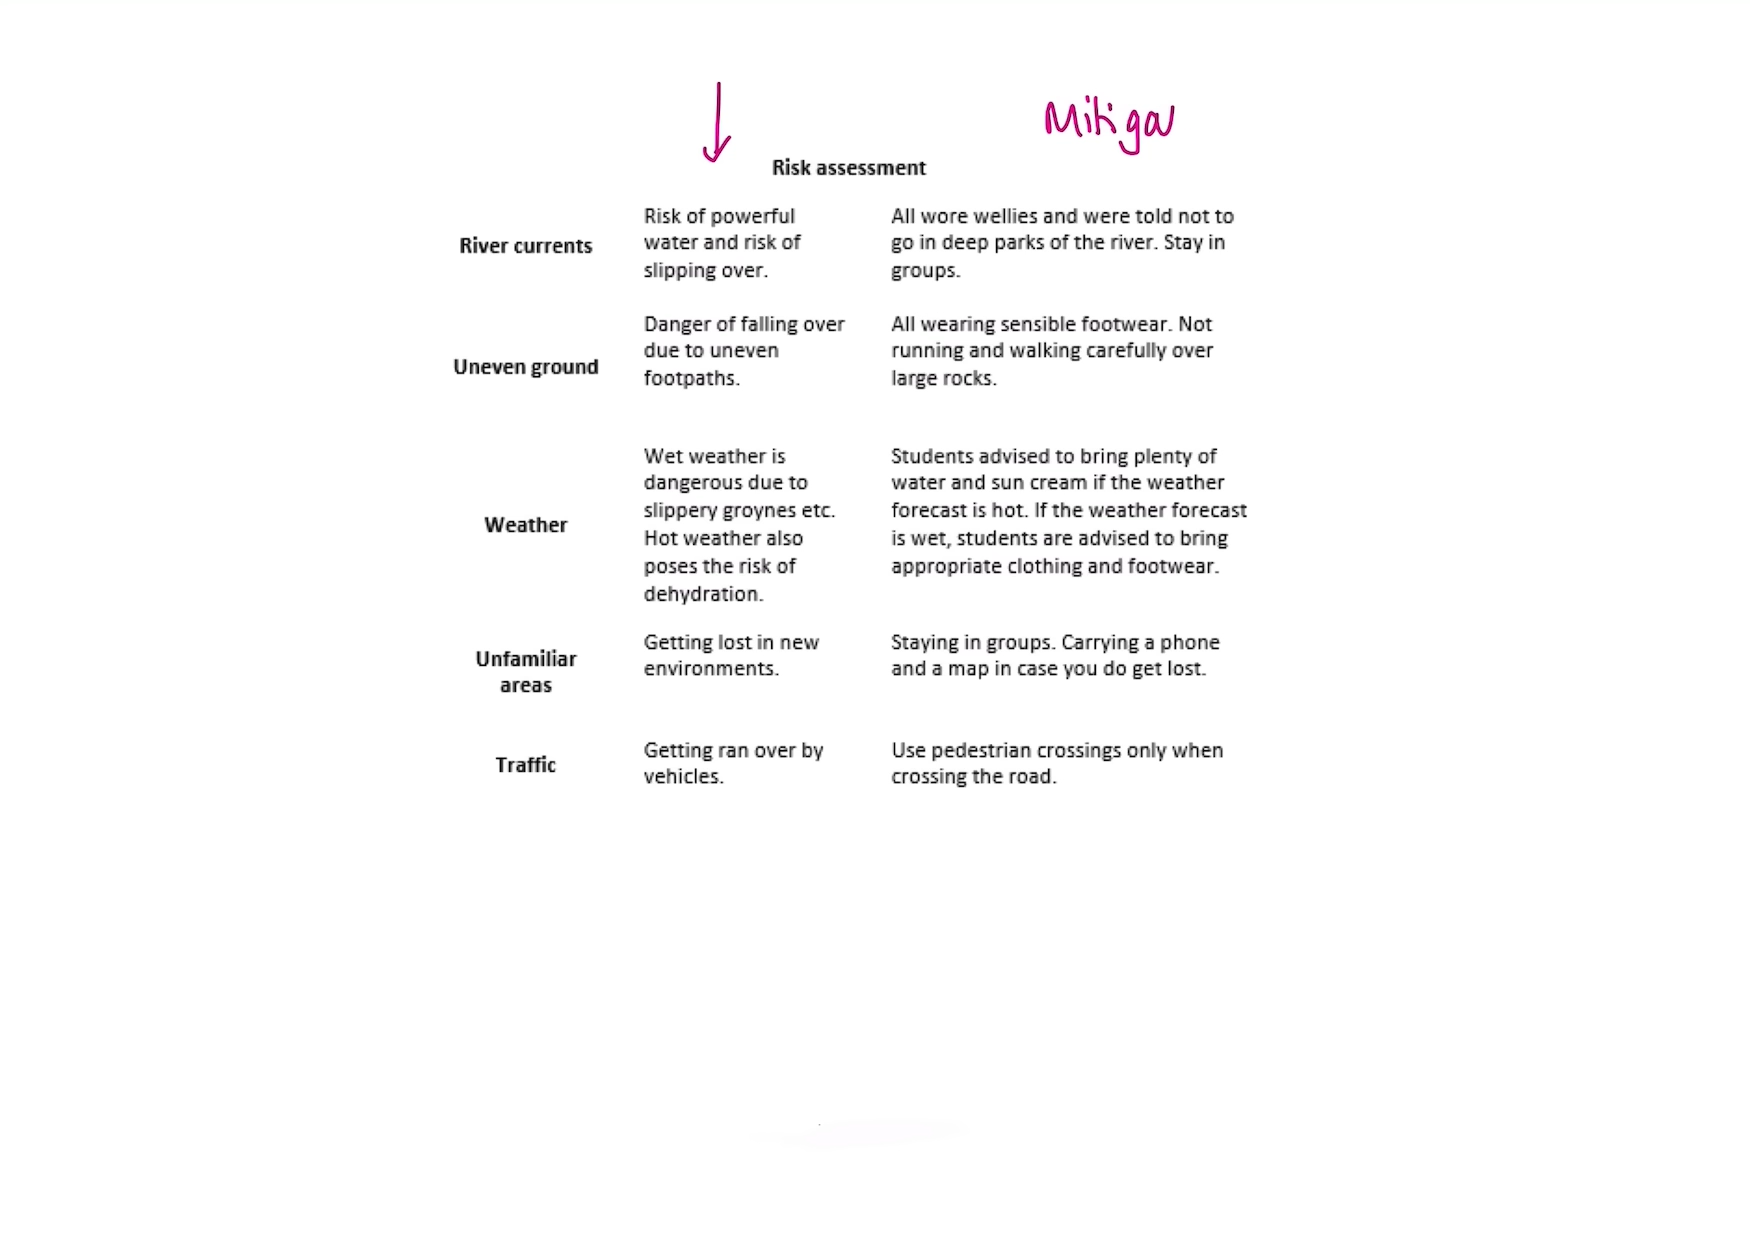 Mitiga
Risk assessment
River currents
Risk of powerful
water and risk of
slipping over.
All wore wellies and were told not to
go in deep parks of the river. Stay in
groups.
Uneven ground
Danger of falling over
due to uneven
footpaths.
All wearing sensible footwear. Not
running and walking carefully over
large rocks.
Weather
Wet weather is
dangerous due to
slippery groynes etc.
Hot weather also
poses the risk of
dehydration.
Students advised to bring plenty of
water and sun cream if the weather
forecast is hot. If the weather forecast
is wet, students are advised to bring
appropriate clothing and footwear.
Unfamiliar
areas
Getting lost in new
environments.
Staying in groups. Carrying a phone
and a map in case you do get lost.
Traffic
Getting ran over by
vehicles.
Use pedestrian crossings only when
crossing the road.